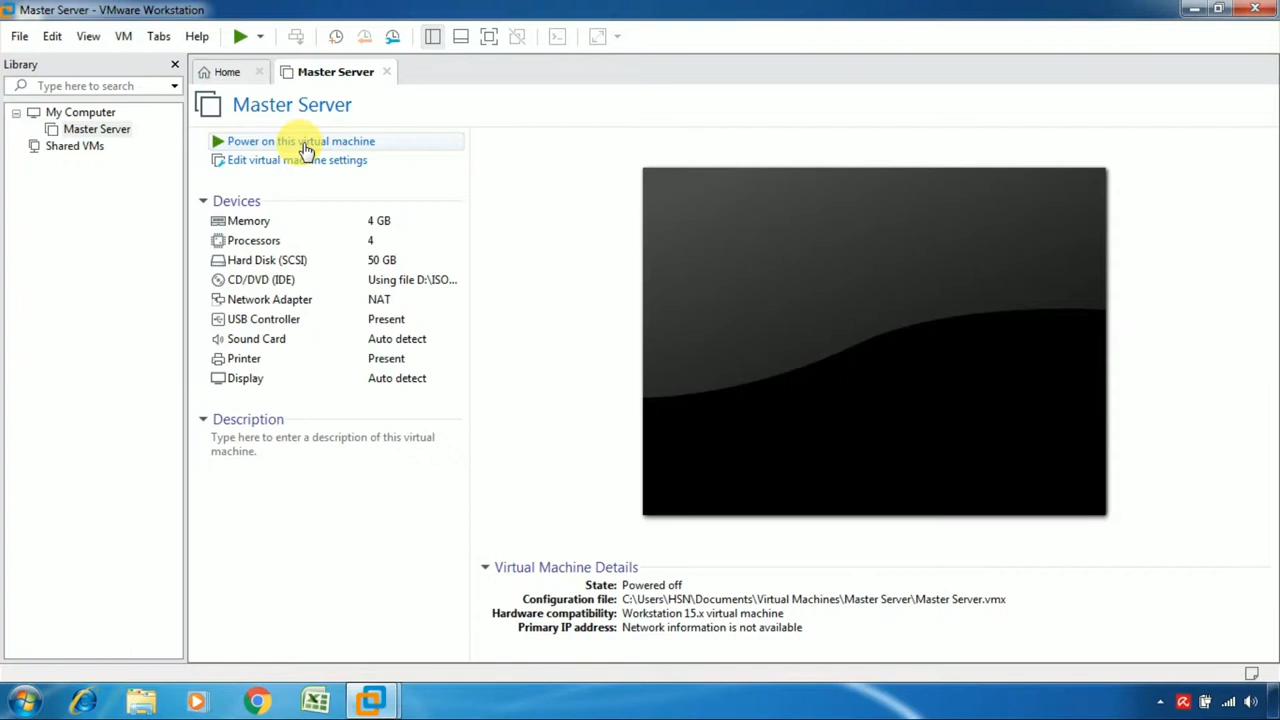 Master Server - VMware Workstation
File Edit View VM Tabs Help
Library
Type here to search
My Computer
Master Server
Shared VMs
Home
Master Server
Master Server
Power on this virtual machine
Edit virtual machine settings
Devices
Memory 4 GB
Processors 4
Hard Disk (SCSI) 50 GB
CD/DVD (IDE) Using file D:\ISO...
Network Adapter NAT
USB Controller Present
Sound Card Auto detect
Printer Present
Display Auto detect
Description
Type here to enter a description of this virtual
machine.
Virtual Machine Details
State: Powered off
Configuration file: C:\Users\HSN\Documents\Virtual Machines\Master Server\Master Server.vmx
Hardware compatibility: Workstation 15.x virtual machine
Primary IP address: Network information is not available